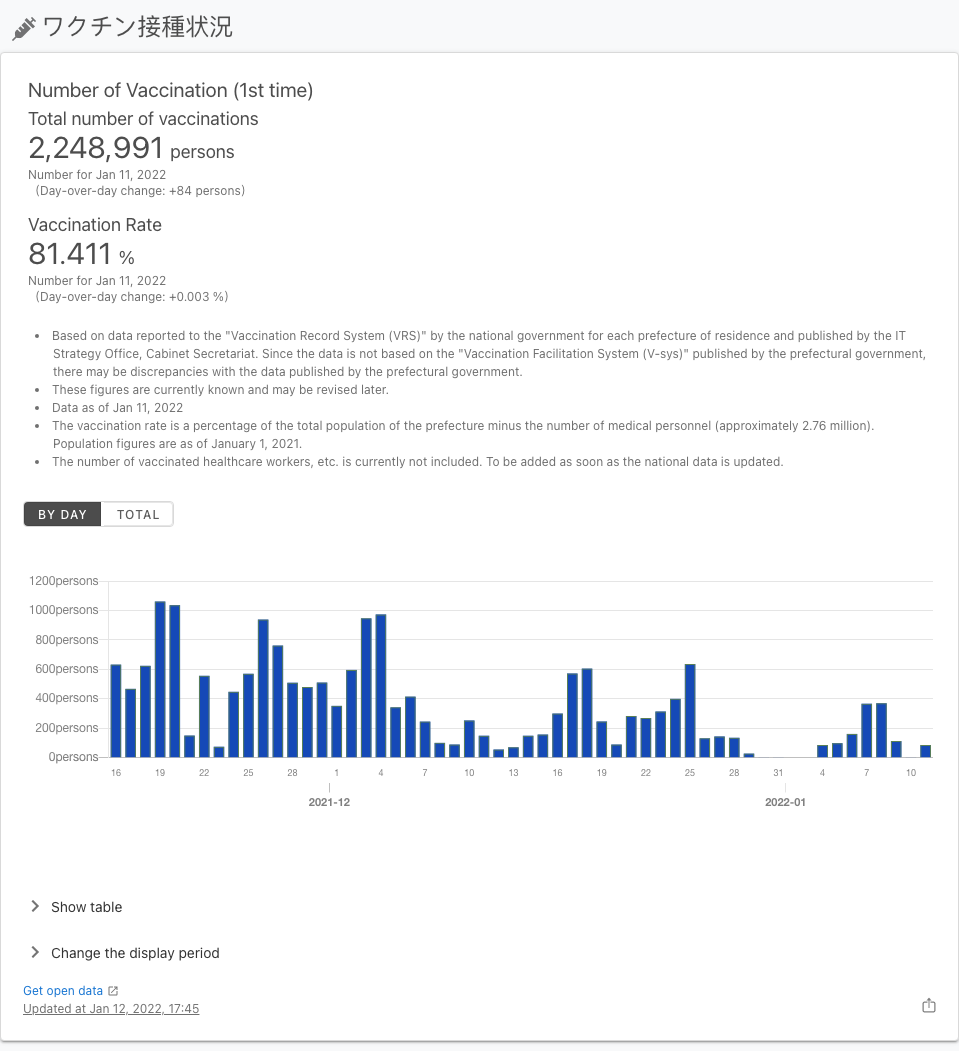 ワクチン接種状況
Number of Vaccination (1st time)
Total number of vaccinations
2,248,991 persons
Number for Jan 11, 2022
(Day-over-day change: +84 persons)
Vaccination Rate
81.411 %
Number for Jan 11, 2022
(Day-over-day change: +0.003 %)
• Based on data reported to the "Vaccination Record System (VRS)" by the national government for each prefecture of residence and published by the IT
Strategy Office, Cabinet Secretariat. Since the data is not based on the "Vaccination Facilitation System (V-sys)" published by the prefectural government,
there may be discrepancies with the data published by the prefectural government.
• These figures are currently known and may be revised later.
• Data as of Jan 11, 2022
• The vaccination rate is a percentage of the total population of the prefecture minus the number of medical personnel (approximately 2.76 million).
Population figures are as of January 1, 2021.
• The number of vaccinated healthcare workers, etc. is currently not included. To be added as soon as the national data is updated.
BY DAY TOTAL
1200persons
1000persons
800persons
600persons
400persons
200persons
0persons
16 19 22 25 28 1 4 7 10 13 16 19 22 25 28 31 4 7 10
2021-12 2022-01
Show table
Change the display period
Get open data
Updated at Jan 12, 2022, 17:45